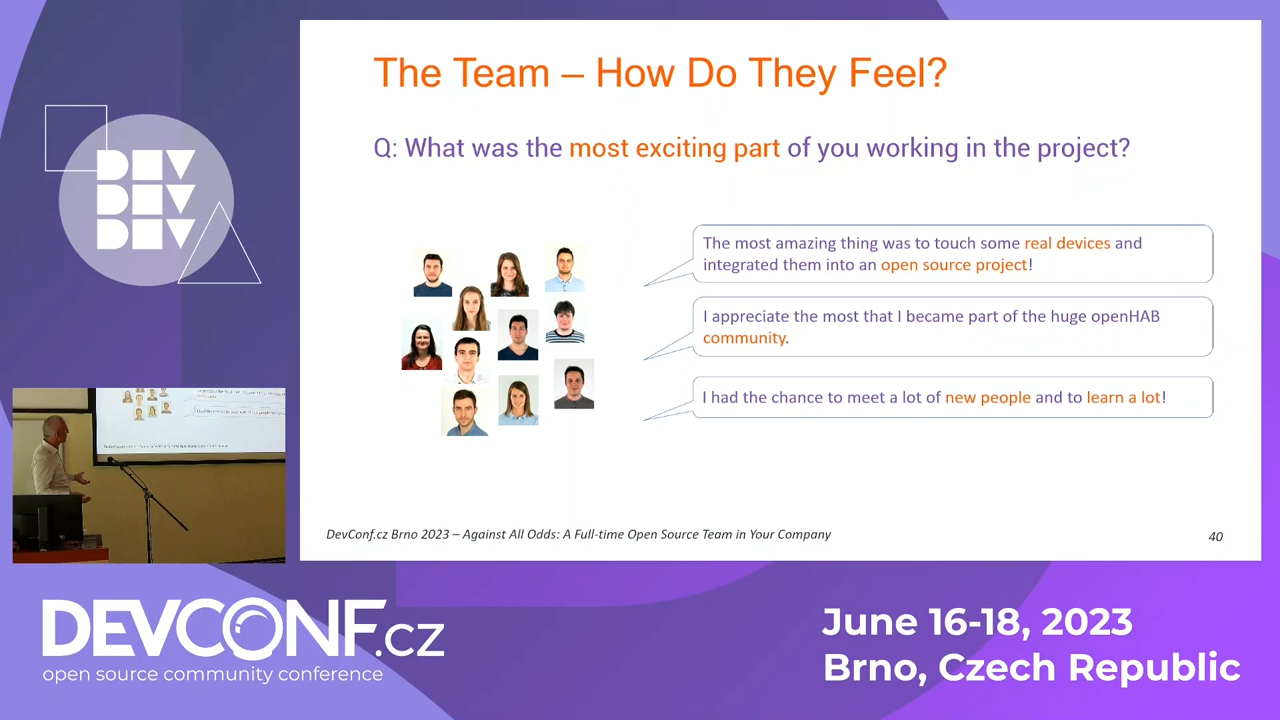 The Team – How Do They Feel?
Q: What was the most exciting part of you working in the project?
DEV
DEV
DEV
The most amazing thing was to touch some real devices and
integrated them into an open source project!
I appreciate the most that I became part of the huge openHAB
community.
I had the chance to meet a lot of new people and to learn a lot!
DevConf.cz Brno 2023 – Against All Odds: A Full-time Open Source Team in Your Company
40
DEVCONF.cz
open source community conference
June 16-18, 2023
Brno, Czech Republic